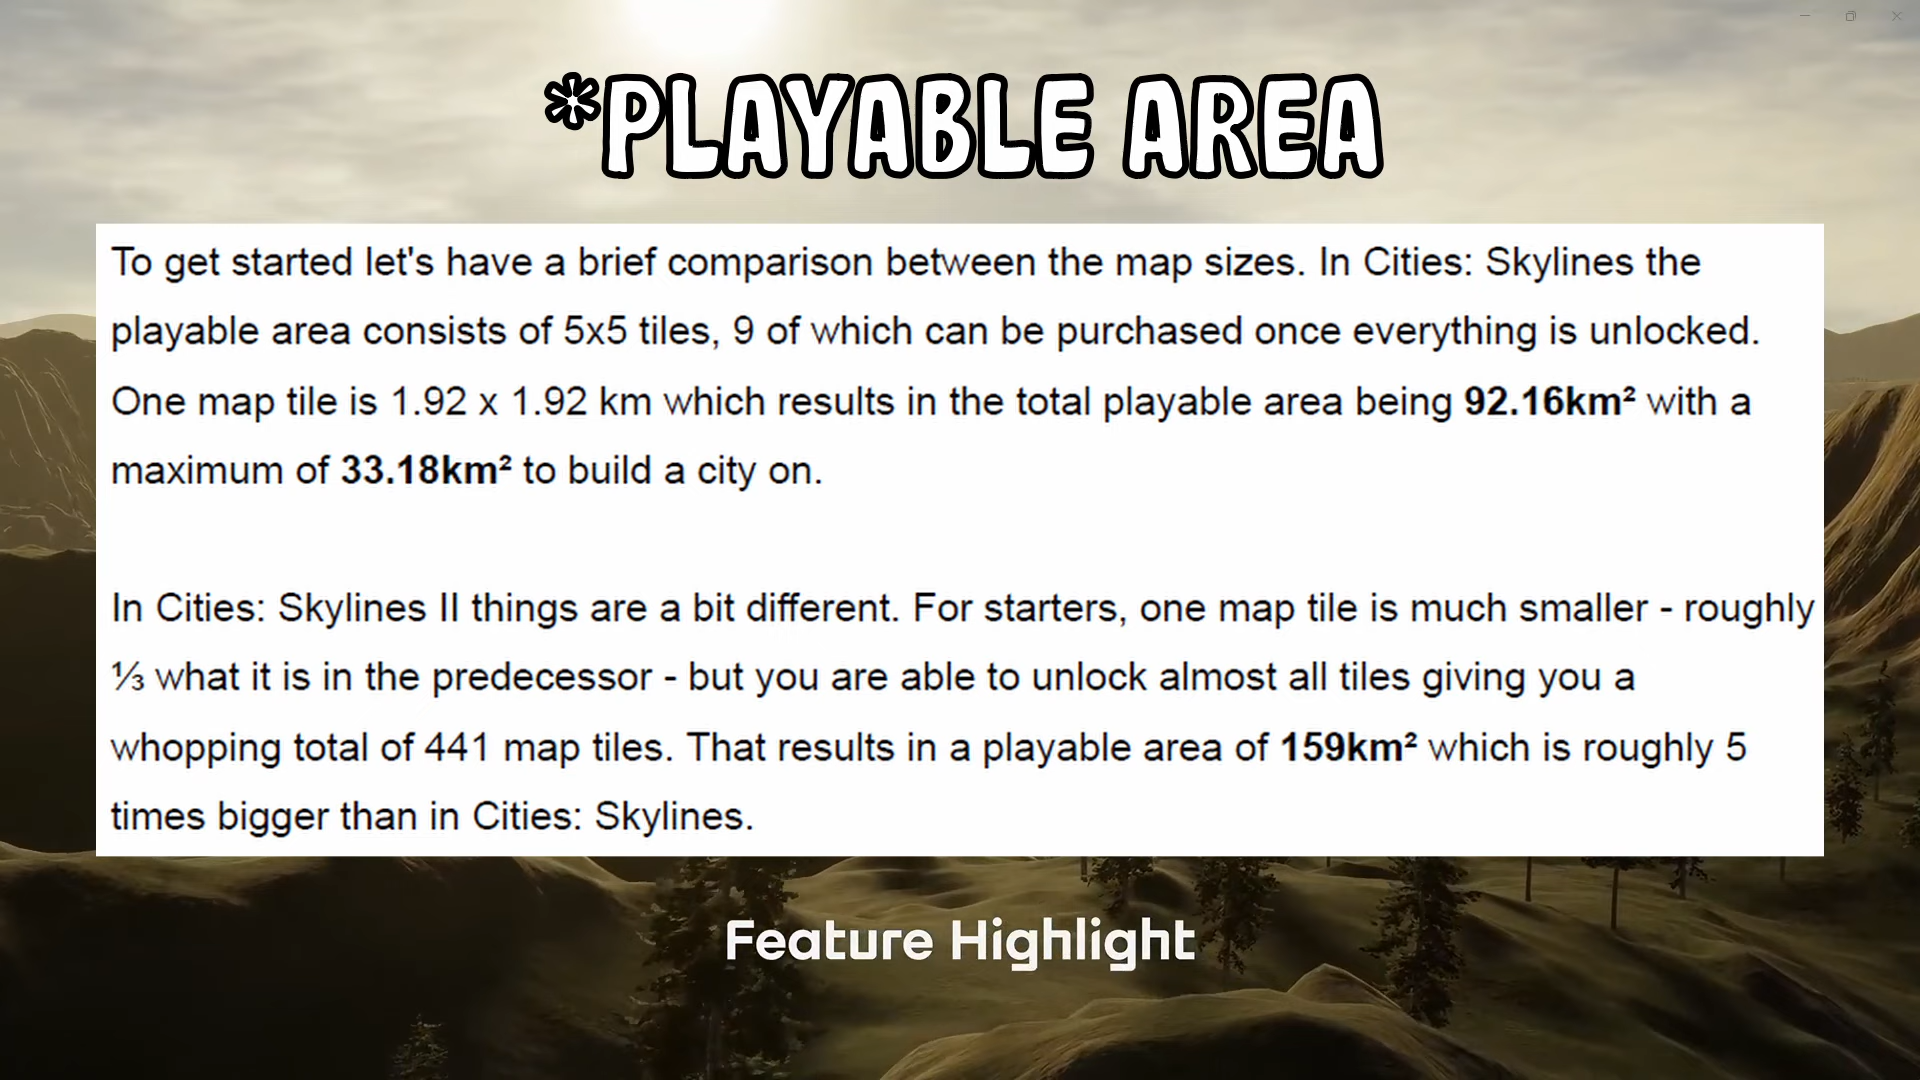 *PLAYABLE AREA
To get started let's have a brief comparison between the map sizes. In Cities: Skylines the
playable area consists of 5x5 tiles, 9 of which can be purchased once everything is unlocked.
One map tile is 1.92 x 1.92 km which results in the total playable area being 92.16km² with a
maximum of 33.18km² to build a city on.
In Cities: Skylines II things are a bit different. For starters, one map tile is much smaller - roughly
⅓ what it is in the predecessor - but you are able to unlock almost all tiles giving you a
whopping total of 441 map tiles. That results in a playable area of 159km² which is roughly 5
times bigger than in Cities: Skylines.
Feature Highlight